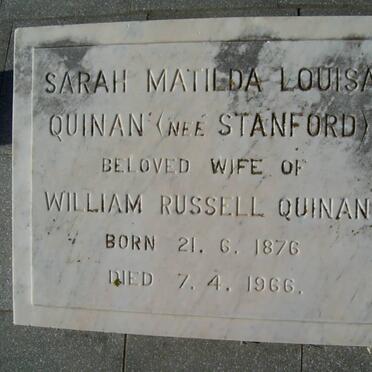 SARAH MATILDA LOUISA
QUINAN (NEÉ STANFORD)
BELOVED WIFE OF
WILLIAM RUSSELL QUINAN
BORN 21. 6. 1876
DIED 7. 4. 1966.